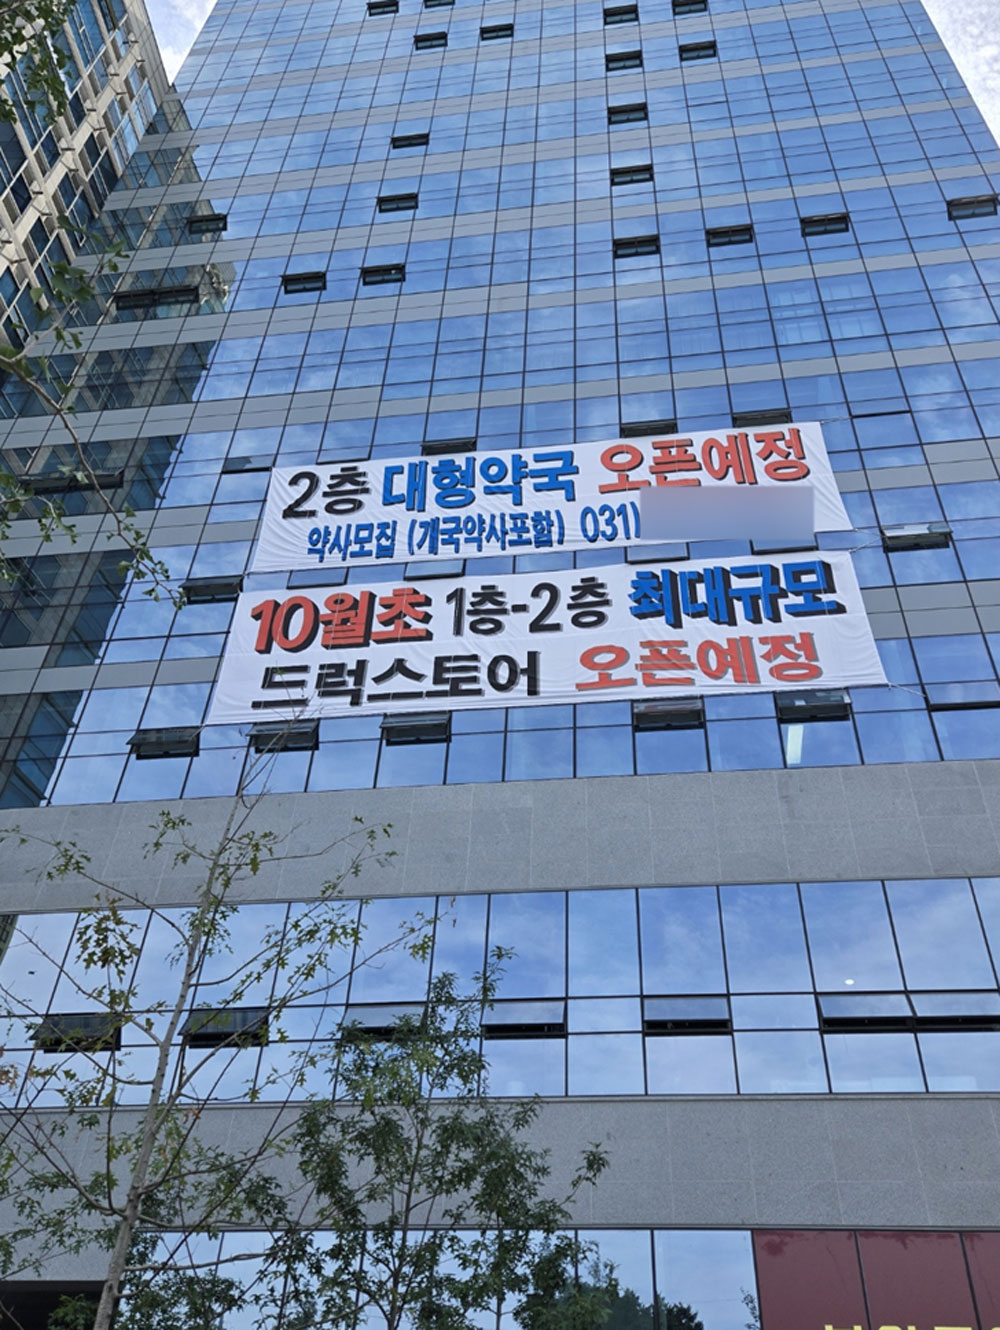 2층 대형약국 오픈예정
약사모집 (개국약사포함) 031)
10월초 1층-2층 최대규모
드럭스토어 오픈예정